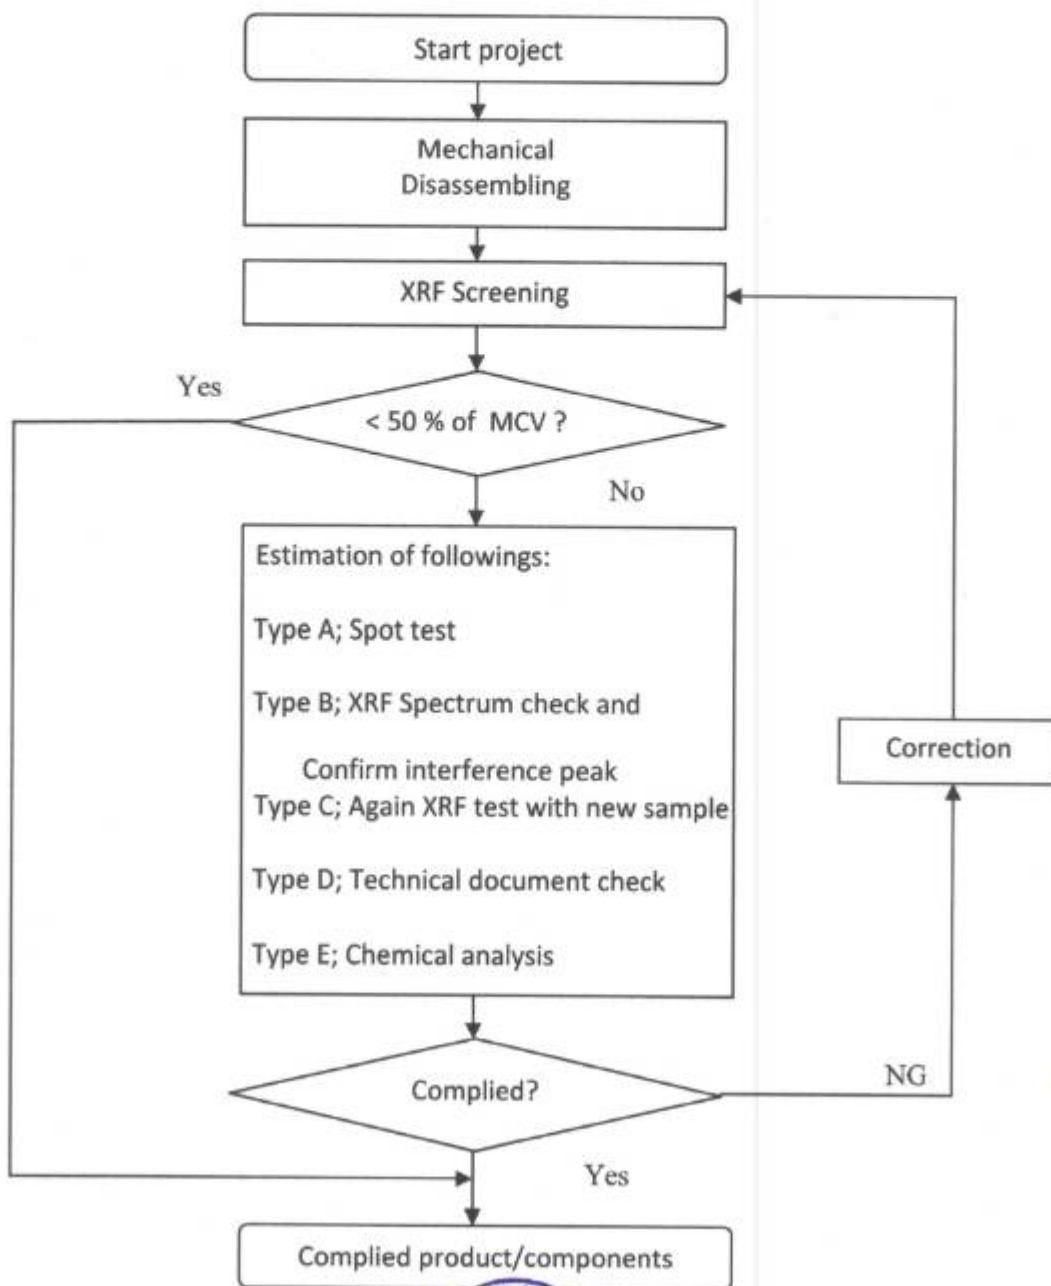 Start project
Mechanical
Disassembling
XRF Screening
Yes
< 50 % of MCV ?
No
Estimation of followings:
Type A; Spot test
Type B; XRF Spectrum check and
Confirm interference peak
Type C; Again XRF test with new sample
Type D; Technical document check
Type E; Chemical analysis
Correction
Complied?
NG
Yes
Complied product/components